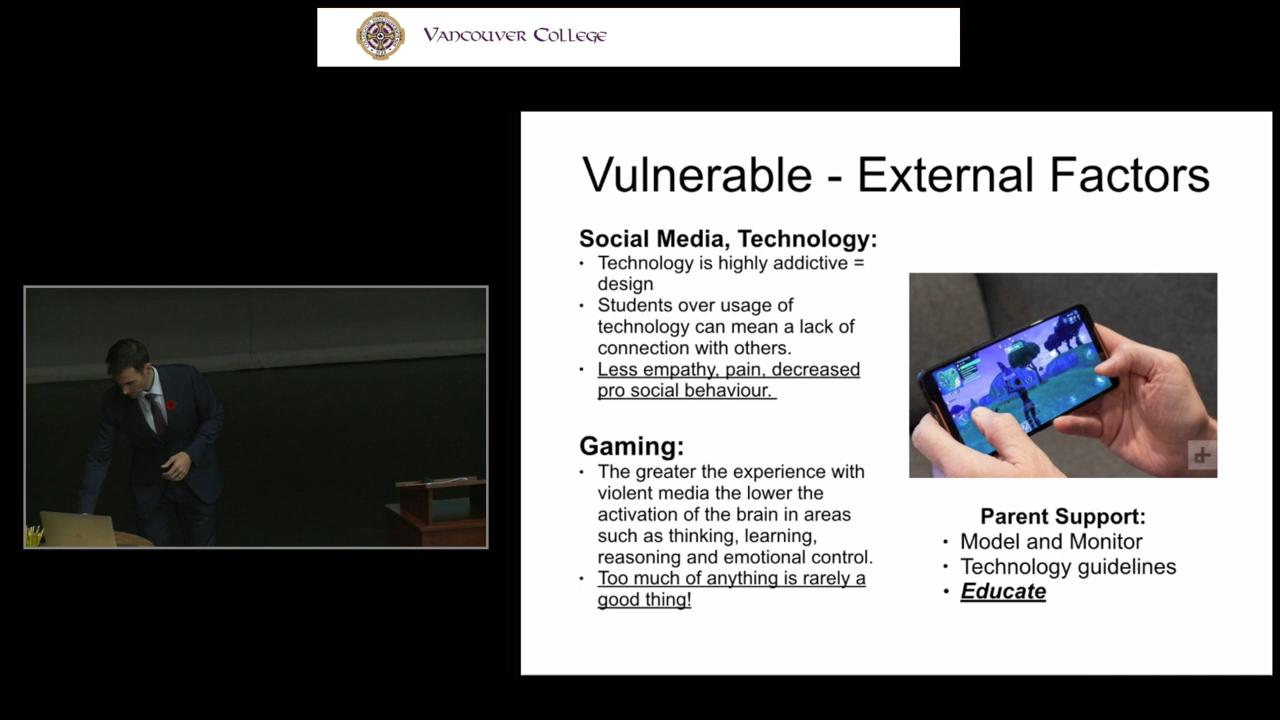 Vancouver College
Vulnerable - External Factors
Social Media, Technology:
• Technology is highly addictive =
design
• Students over usage of
technology can mean a lack of
connection with others.
• Less empathy, pain, decreased
pro social behaviour.
Gaming:
• The greater the experience with
violent media the lower the
activation of the brain in areas
such as thinking, learning,
reasoning and emotional control.
• Too much of anything is rarely a
good thing!
Parent Support:
• Model and Monitor
• Technology guidelines
• Educate